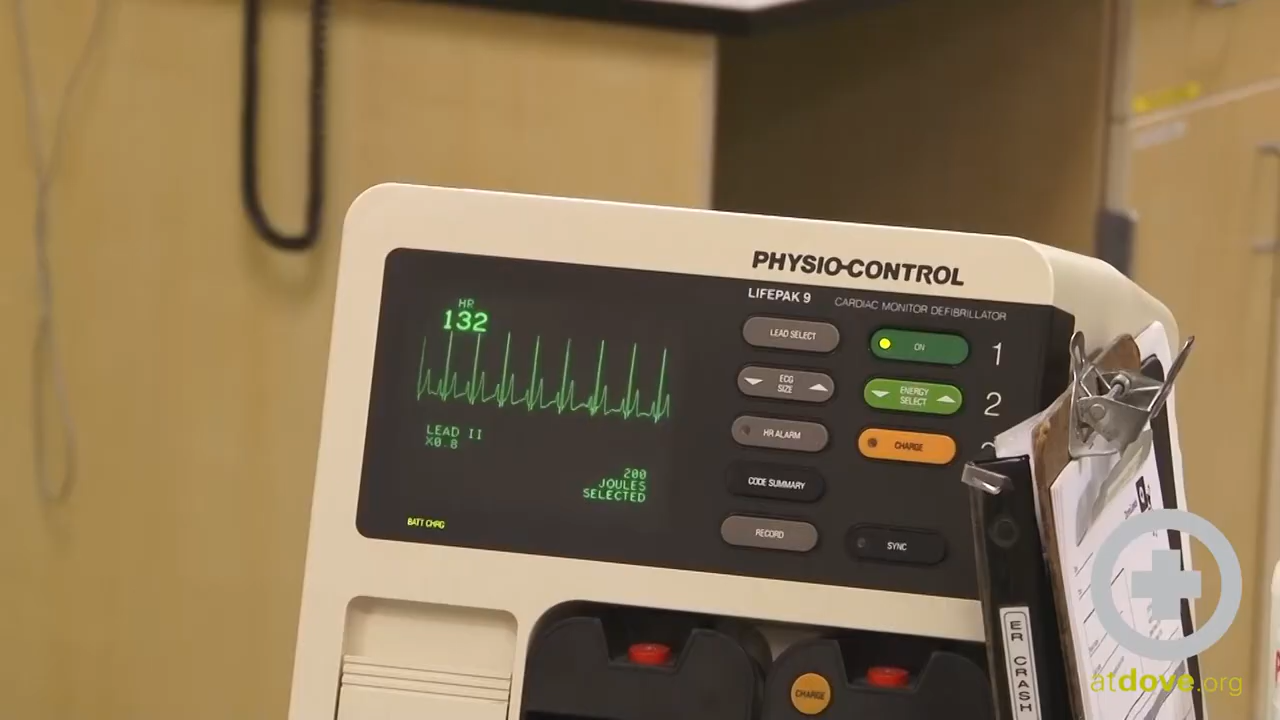 PHYSIO-CONTROL
LIFEPAK 9
CARDIAC MONITOR DEFIBRILLATOR
HR
132
LEAD II
X0.8
200
JOULES
SELECTED
BATT CHRG
LEAD SELECT
ON
1
ECG
SIZE
ENERGY
SELECT
2
HR ALARM
CHARGE
CODE SUMMARY
RECORD
SYNC
CHARGE
ER CRASH
atdove.org